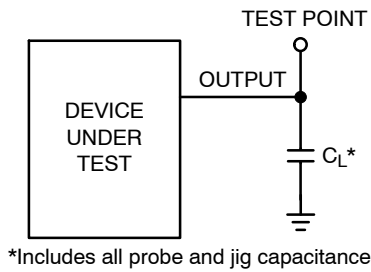 TEST POINT
OUTPUT
DEVICE
UNDER
TEST
CL*
*Includes all probe and jig capacitance